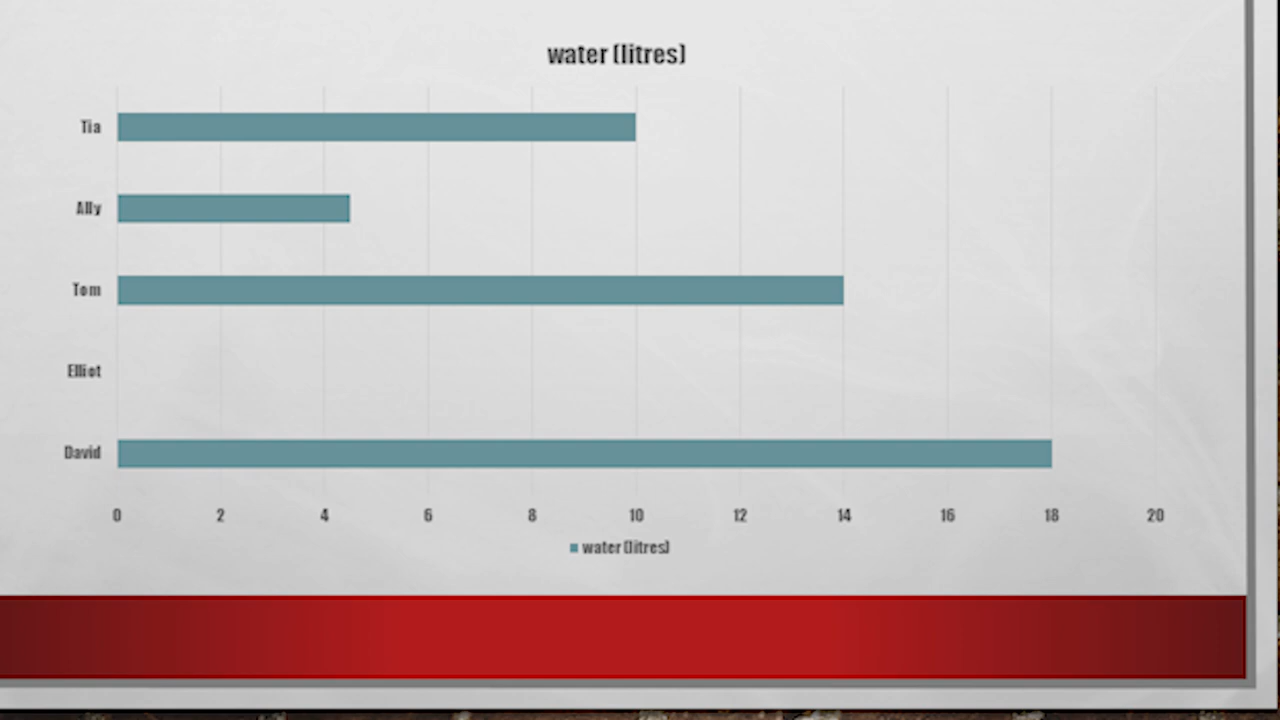 water (litres)
Tia
Ally
Tom
Elliot
David
0 2 4 6 8 10 12 14 16 18 20
water (litres)